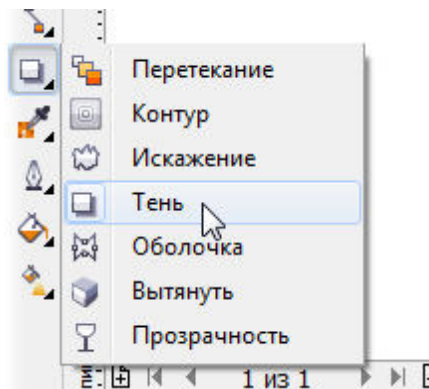 Перетекание
Контур
Искажение
Тень
Оболочка
Вытянуть
Прозрачность
1 из 1